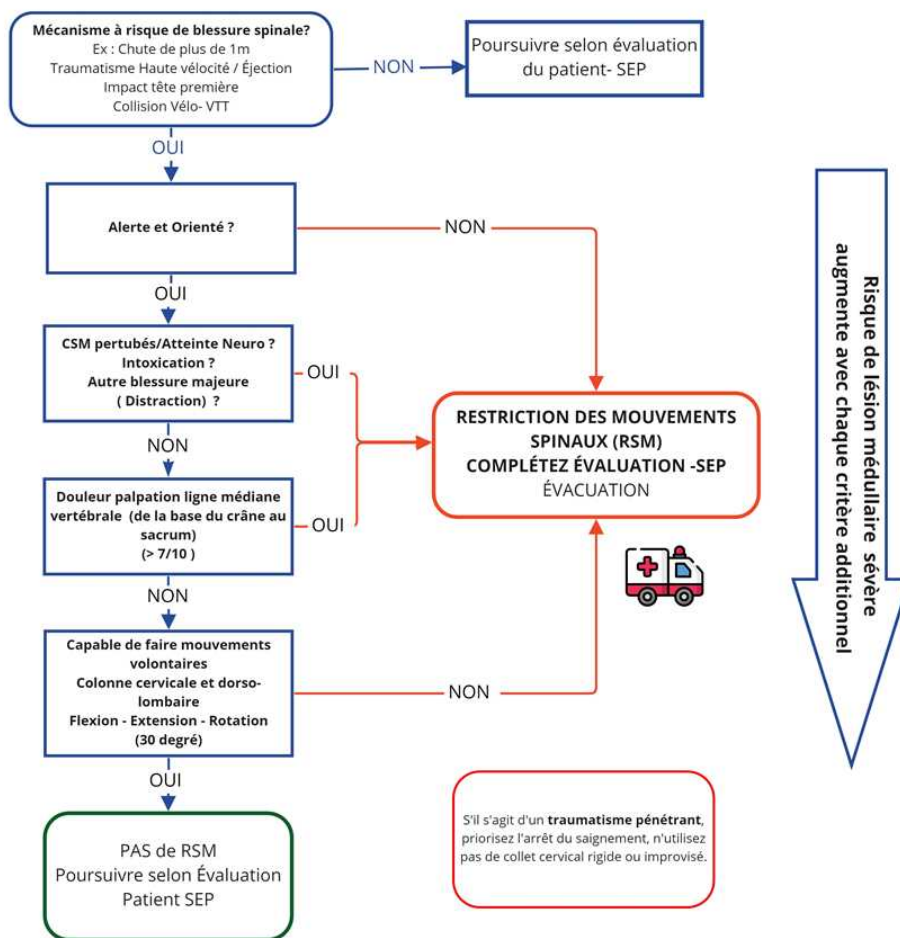 Mécanisme à risque de blessure spinale?
Ex : Chute de plus de 1m
Traumatisme Haute vélocité / Éjection
Impact tête première
Collision Vélo- VTT
NON
Poursuivre selon évaluation
du patient- SEP
OUI
Alerte et Orienté ?
NON
OUI
CSM pertubés/Atteinte Neuro ?
Intoxication ?
Autre blessure majeure
( Distraction) ?
OUI
NON
Douleur palpation ligne médiane
vertébrale (de la base du crâne au
sacrum)
(> 7/10 )
OUI
NON
Capable de faire mouvements
volontaires
Colonne cervicale et dorso-
lombaire
Flexion - Extension - Rotation
(30 degré)
NON
OUI
PAS de RSM
Poursuivre selon Évaluation
Patient SEP
RESTRICTION DES MOUVEMENTS
SPINAUX (RSM)
COMPLÉTEZ ÉVALUATION -SEP
ÉVACUATION
S'il s'agit d'un traumatisme pénétrant,
priorisez l'arrêt du saignement, n'utilisez
pas de collet cervical rigide ou improvisé.
Risque de lésion médullaire sévère
augmente avec chaque critère additionnel